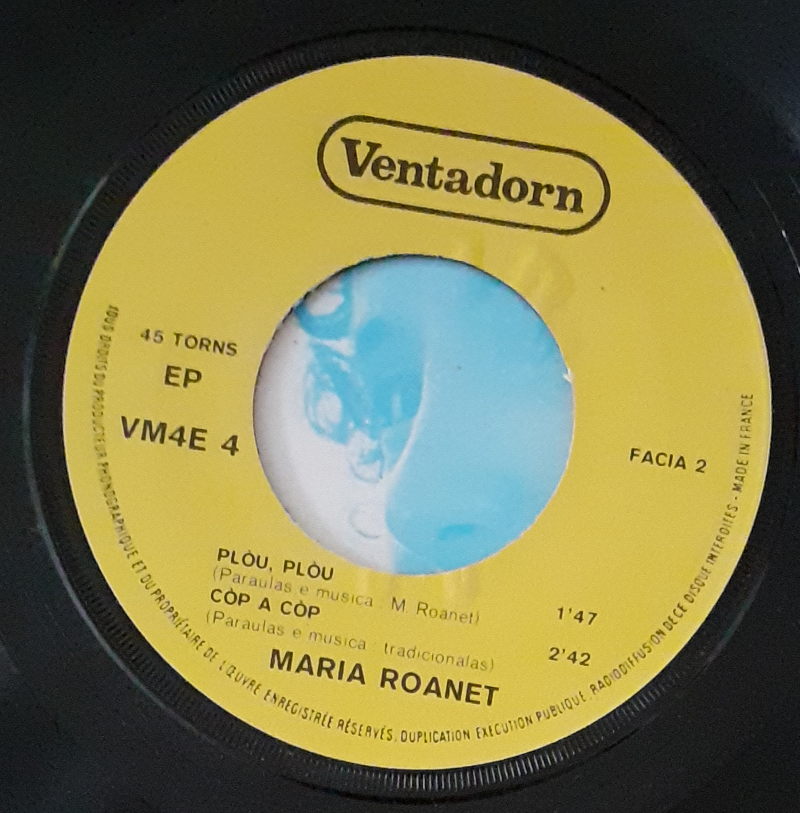 Ventadorn
45 TORNS
EP
VM4E 4
FACIA 2
PLÒU, PLÒU
(Paraulas e musica : M. Roanet) 1'47
CÒP A CÒP
(Paraulas e musica : tradicionalas) 2'42
MARIA ROANET
TOUS DROITS DU PRODUCTEUR PHONOGRAPHIQUE ET DU PROPRIÉTAIRE DE L'ŒUVRE ENREGISTRÉE RÉSERVÉS, DUPLICATION EXÉCUTION PUBLIQUE, RADIODIFFUSION DE CE DISQUE INTERDITES - MADE IN FRANCE